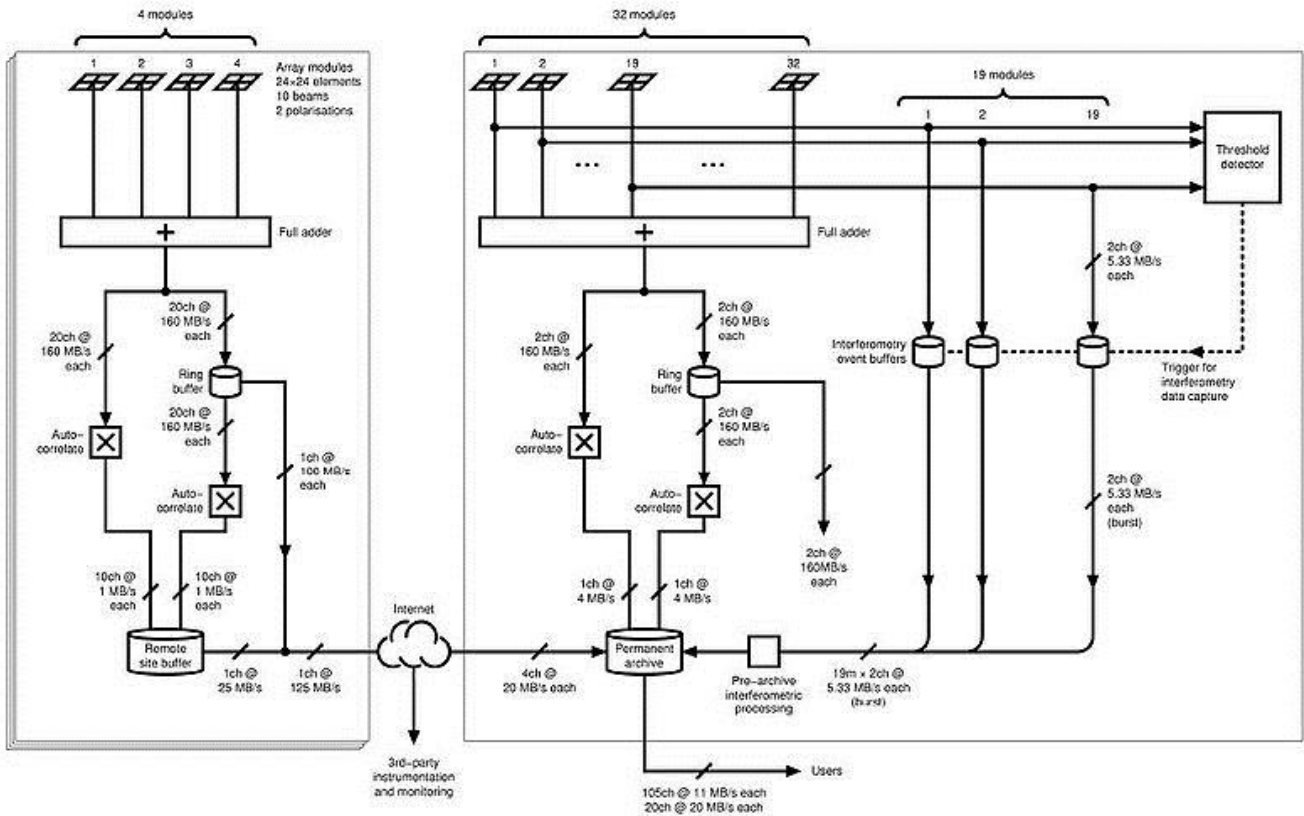 4 modules
1
2
3
4
Array modules
24×24 elements
10 beams
2 polarisations
+
Full adder
20ch @
160 MB/s
each
20ch @
160 MB/s
each
Ring
buffer
20ch @
160 MB/s
each
Auto-
correlate
1ch @
100 MB/s
each
Auto-
correlate
10ch @
1 MB/s
each
10ch @
1 MB/s
each
Remote
site buffer
1ch @
25 MB/s
1ch @
125 MB/s
Internet
3rd-party
instrumentation
and monitoring
32 modules
1
2
19
32
...
...
+
Full adder
2ch @
160 MB/s
each
2ch @
160 MB/s
each
Ring
buffer
2ch @
160 MB/s
each
Auto-
correlate
Auto-
correlate
2ch @
160MB/s
each
1ch @
4 MB/s
1ch @
4 MB/s
4ch @
20 MB/s each
Permanent
archive
Pre-archive
interferometric
processing
19m x 2ch @
5.33 MB/s each
(burst)
19 modules
1
2
19
Threshold
detector
2ch @
5.33 MB/s
each
Interferometry
event buffers
Trigger for
interferometry
data capture
2ch @
5.33 MB/s
each
(burst)
Users
105ch @ 11 MB/s each
20ch @ 20 MB/s each